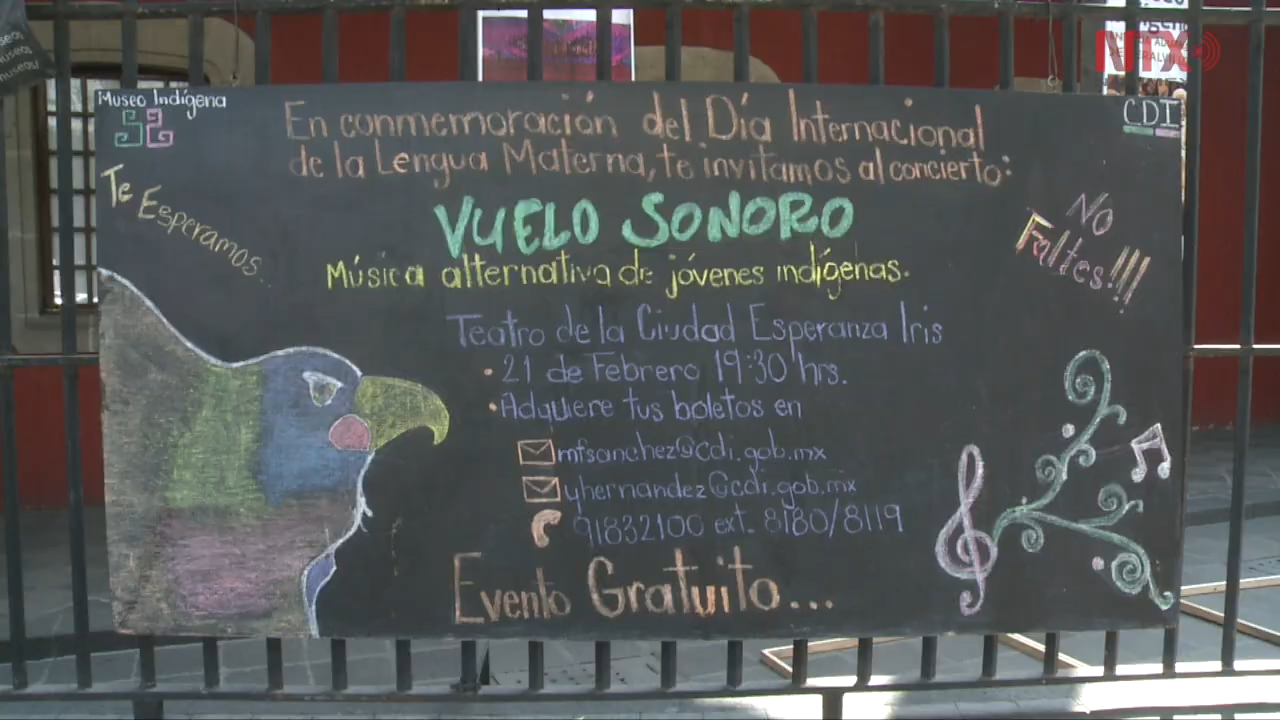 NTX
Museo Indígena
CDI
En conmemoración del Día Internacional
de la Lengua Materna, te invitamos al concierto:
Te Esperamos.
No
Faltes!!!
VUELO SONORO
Música alternativa de jóvenes indígenas.
Teatro de la Ciudad Esperanza Iris
• 21 de Febrero 19:30 hrs.
• Adquiere tus boletos en
mfsanchez@cdi.gob.mx
yhernandez@cdi.gob.mx
91832100 ext. 8180/8119
Evento Gratuito...